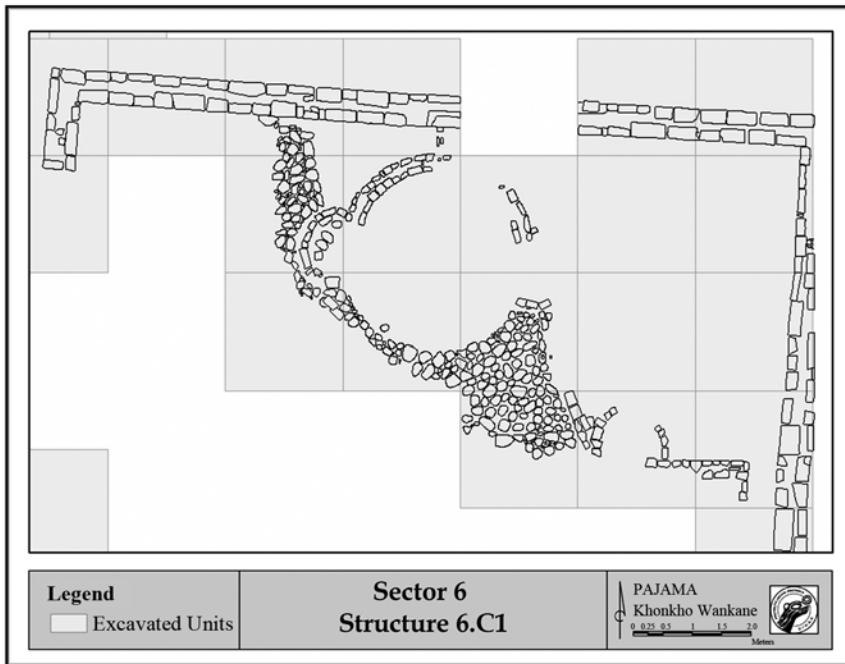 Legend
Excavated Units
Sector 6
Structure 6.C1
PAJAMA
Khonkho Wankane
0 0.25 0.5 1 1.5 2.0
Meters